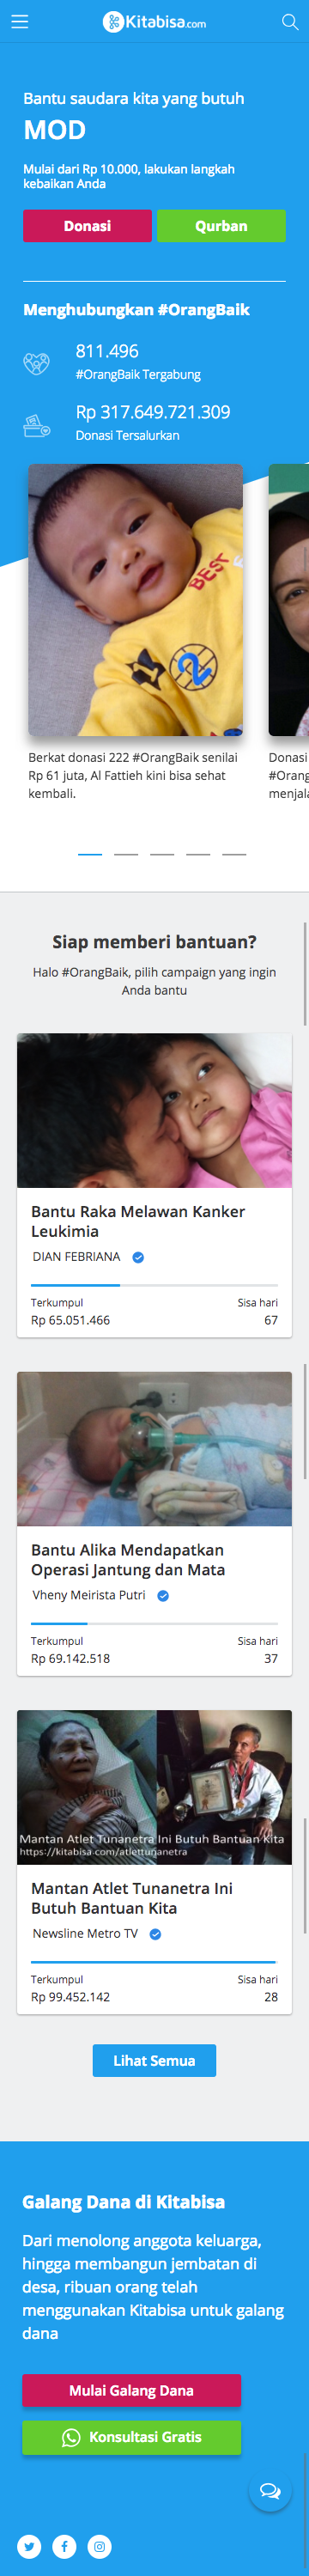 Kitabisa.com
Bantu saudara kita yang butuh
MOD
Mulai dari Rp 10.000, lakukan langkah
kebaikan Anda
Donasi
Qurban
Menghubungkan #OrangBaik
811.496
#OrangBaik Tergabung
Rp 317.649.721.309
Donasi Tersalurkan
BEST
2
Berkat donasi 222 #OrangBaik senilai
Rp 61 juta, Al Fattieh kini bisa sehat
kembali.
Donasi
#Orang
menjala
Siap memberi bantuan?
Halo #OrangBaik, pilih campaign yang ingin
Anda bantu
Bantu Raka Melawan Kanker
Leukimia
DIAN FEBRIANA
Terkumpul
Sisa hari
Rp 65.051.466
67
Bantu Alika Mendapatkan
Operasi Jantung dan Mata
Vheny Meirista Putri
Terkumpul
Sisa hari
Rp 69.142.518
37
Mantan Atlet Tunanetra Ini Butuh Bantuan Kita
https://kitabisa.com/atlettunanetra
Mantan Atlet Tunanetra Ini
Butuh Bantuan Kita
Newsline Metro TV
Terkumpul
Sisa hari
Rp 99.452.142
28
Lihat Semua
Galang Dana di Kitabisa
Dari menolong anggota keluarga,
hingga membangun jembatan di
desa, ribuan orang telah
menggunakan Kitabisa untuk galang
dana
Mulai Galang Dana
Konsultasi Gratis